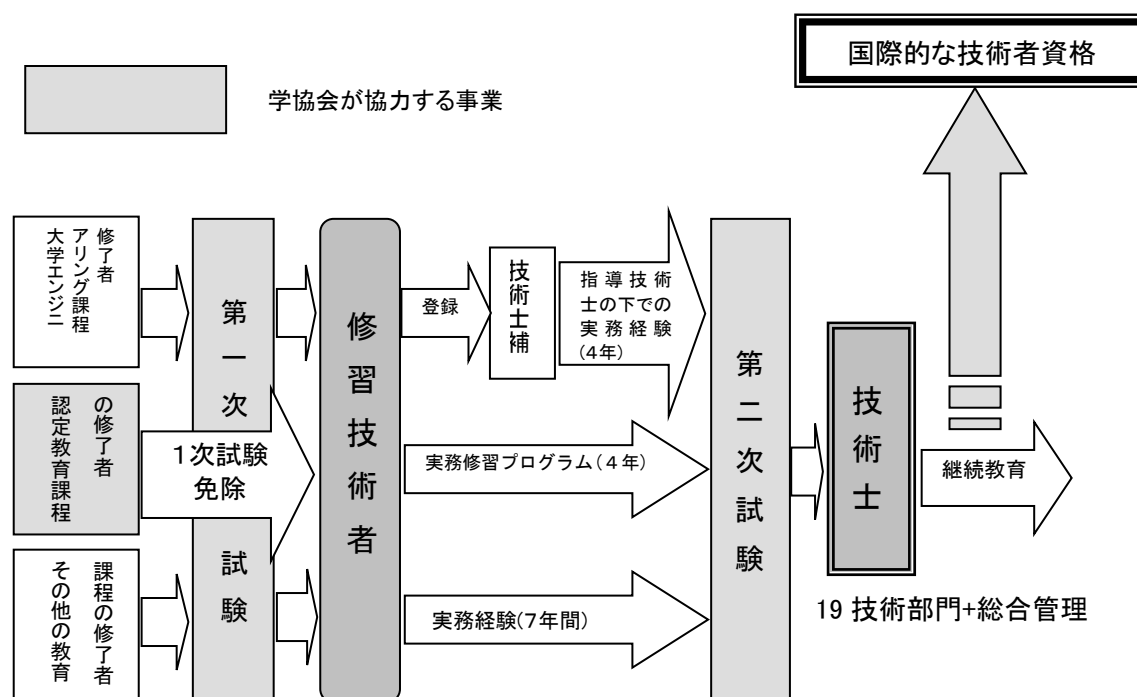 国際的な技術者資格
学協会が協力する事業
大学エンジニ
アリング課程
修了者
認定教育課程
の修了者
その他の教育
課程の修了者
第一次
試験
1次試験
免除
修習技術者
登録
技術士補
指導技術
士の下での
実務経験
(4年)
実務修習プログラム(4年)
実務経験(7年間)
第二次試験
技術士
継続教育
19 技術部門+総合管理